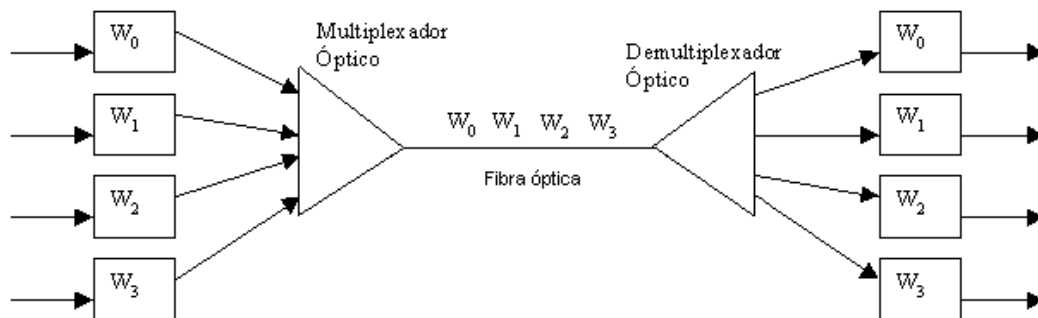 W0
Multiplexador
Óptico
Demultiplexador
Óptico
W0
W1
W0 W1 W2 W3
W1
Fibra óptica
W2
W2
W3
W3